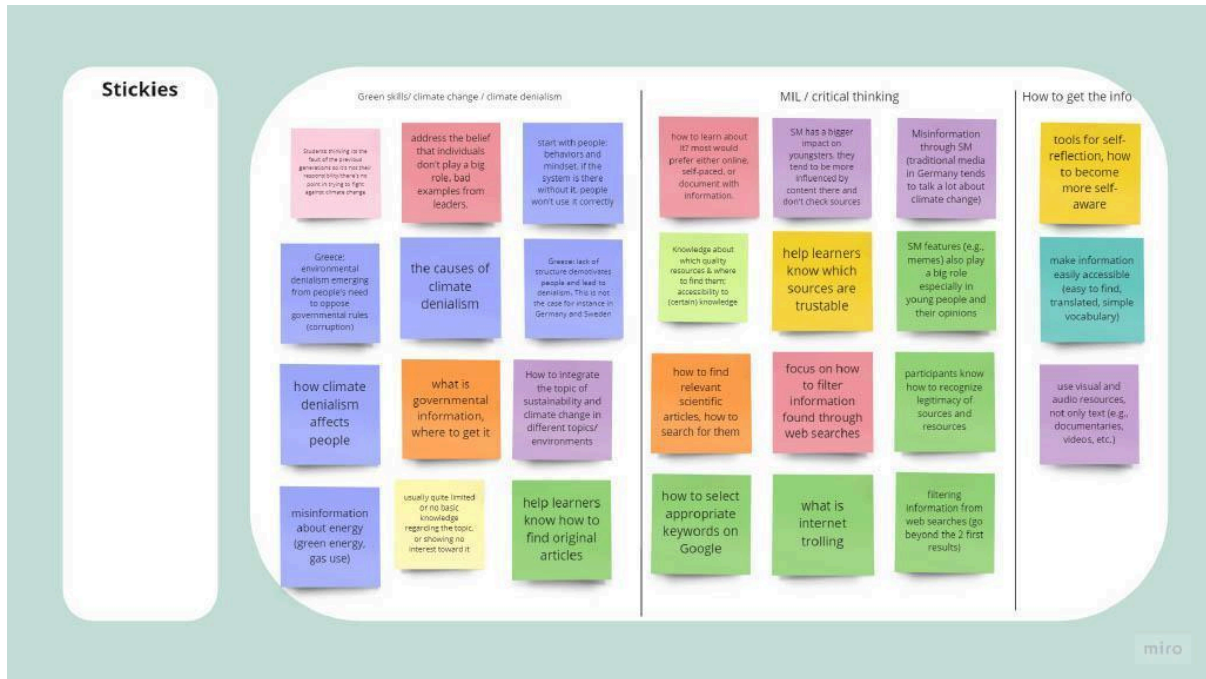 Stickies
Green skills/ climate change / climate denialism
Students thinking its the
fault of the previous
generations so it's not their
responsibility/there's no
point in trying to fight
against climate change
address the belief
that individuals
don't play a big
role, bad
examples from
leaders.
start with people:
behaviors and
mindset. if the
system is there
without it, people
won't use it correctly
Greece:
environmental
denialism emerging
from people's need
to oppose
governmental rules
(corruption)
the causes of
climate
denialism
Greeze: lack of
structure demotivates
people and lead to
denialism. This is not
the case for instance in
Germany and Sweden
how climate
denialism
affects
people
what is
governmental
information,
where to get it
How to integrate
the topic of
sustainability and
climate change in
different topics/
environments
misinformation
about energy
(green energy,
gas use)
usually quite limited
or no basic
knowledge
regarding the topic,
or showing no
interest toward it
help learners
know how to
find original
articles
MIL / critical thinking
how to learn about
it? most would
prefer either online,
self-paced, or
document with
information.
SM has a bigger
impact on
youngsters, they
tend to be more
influenced by
content there and
don't check sources
Misinformation
through SM
(traditional media
in Germany tends
to talk a lot about
climate change)
Knowledge about
which quality
resources & where
to find them;
accessibility to
(certain) knowledge
help learners
know which
sources are
trustable
SM features (e.g.,
memes) also play
a big role
especially in
young people and
their opinions
how to find
relevant
scientific
articles, how to
search for them
focus on how
to filter
information
found through
web searches
participants know
how to recognize
legitimacy of
sources and
resources
how to select
appropriate
keywords on
Google
what is
internet
trolling
filtering
information from
web searches (go
beyond the 2 first
results)
How to get the info
tools for self-
reflection, how
to become
more self-
aware
make information
easily accessible
(easy to find,
translated, simple
vocabulary)
use visual and
audio resources,
not only text (e.g.,
documentaries,
videos, etc.)
miro